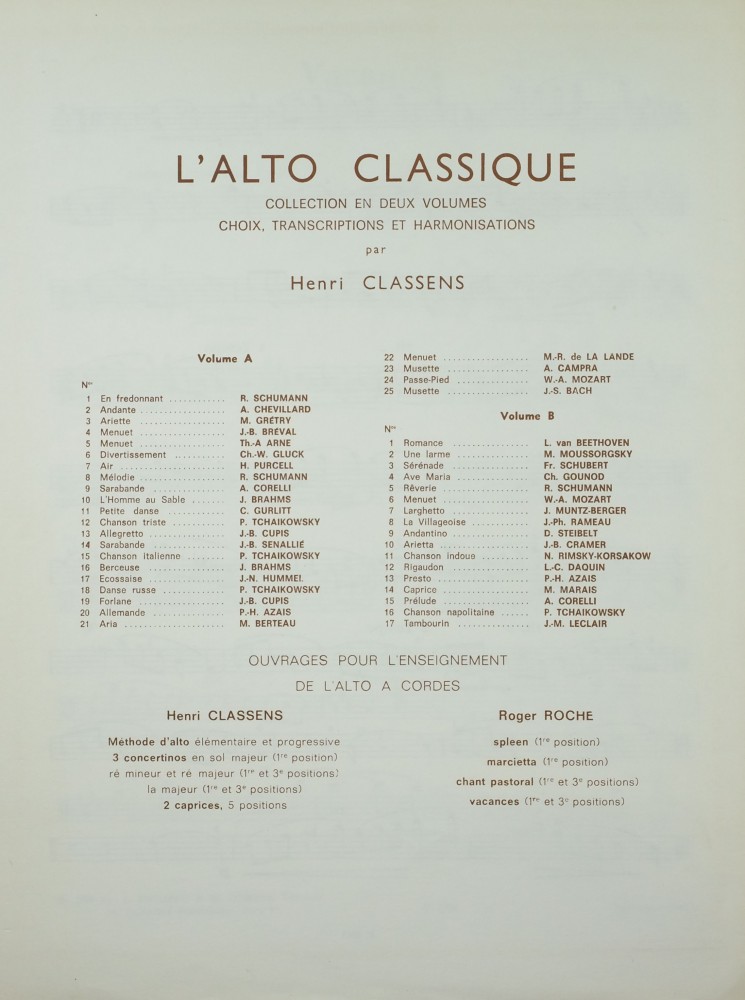 L'ALTO CLASSIQUE
COLLECTION EN DEUX VOLUMES
CHOIX, TRANSCRIPTIONS ET HARMONISATIONS
par
Henri CLASSENS
Volume A
Nos
1 En fredonnant ........... R. SCHUMANN
2 Andante ................. A. CHEVILLARD
3 Ariette ................. M. GRÉTRY
4 Menuet .................. J.-B. BRÉVAL
5 Menuet .................. Th.-A ARNE
6 Divertissement .......... Ch.-W. GLUCK
7 Air ..................... H. PURCELL
8 Mélodie ................. R. SCHUMANN
9 Sarabande ............... A. CORELLI
10 L'Homme au Sable ....... J. BRAHMS
11 Petite danse ........... C. GURLITT
12 Chanson triste ......... P. TCHAIKOWSKY
13 Allegretto ............. J.-B. CUPIS
14 Sarabande .............. J.-B. SENALLIÉ
15 Chanson italienne ....... P. TCHAIKOWSKY
16 Berceuse ............... J. BRAHMS
17 Ecossaise .............. J.-N. HUMMEL
18 Danse russe ............ P. TCHAIKOWSKY
19 Forlane ................ J.-B. CUPIS
20 Allemande .............. P.-H. AZAIS
21 Aria ................... M. BERTEAU
22 Menuet ................. M.-R. de LA LANDE
23 Musette ................ A. CAMPRA
24 Passe-Pied ............. W.-A. MOZART
25 Musette ................ J.-S. BACH
Volume B
Nos
1 Romance ................ L. van BEETHOVEN
2 Une larme .............. M. MOUSSORGSKY
3 Sérénade ............... Fr. SCHUBERT
4 Ave Maria .............. Ch. GOUNOD
5 Rêverie ................ R. SCHUMANN
6 Menuet ................. W.-A. MOZART
7 Larghetto .............. J. MUNTZ-BERGER
8 La Villageoise ......... J.-Ph. RAMEAU
9 Andantino .............. D. STEIBELT
10 Arietta ............... J.-B. CRAMER
11 Chanson indoue ........ N. RIMSKY-KORSAKOW
12 Rigaudon .............. L.-C. DAQUIN
13 Presto ................ P.-H. AZAIS
14 Caprice ............... M. MARAIS
15 Prélude ............... A. CORELLI
16 Chanson napolitaine ...... P. TCHAIKOWSKY
17 Tambourin ............. J.-M. LECLAIR
OUVRAGES POUR L'ENSEIGNEMENT
DE L'ALTO A CORDES
Henri CLASSENS
Méthode d'alto élémentaire et progressive
3 concertinos en sol majeur (1re position)
ré mineur et ré majeur (1re et 3e positions)
la majeur (1re et 3e positions)
2 caprices, 5 positions
Roger ROCHE
spleen (1re position)
marcietta (1re position)
chant pastoral (1re et 3e positions)
vacances (1re et 3e positions)